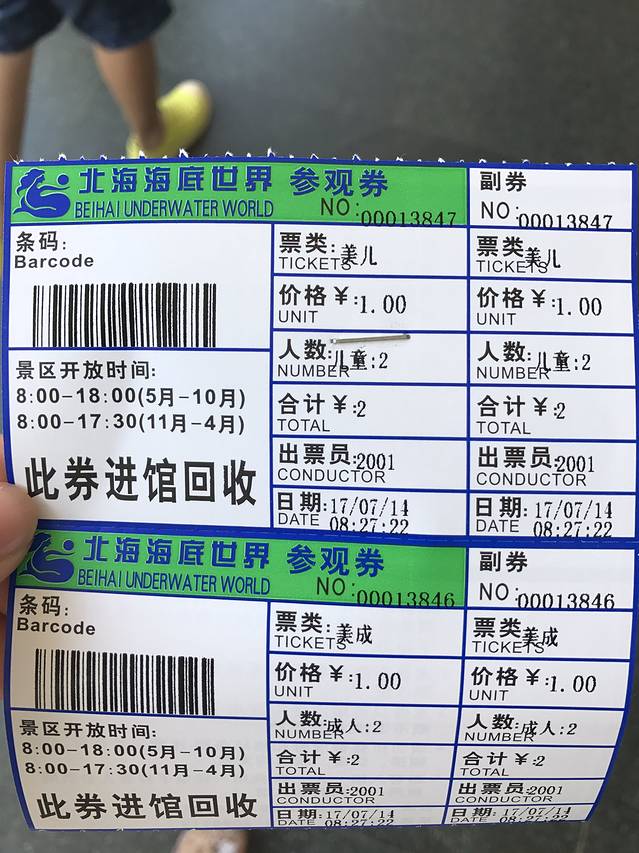 北海海底世界 参观券
BEIHAI UNDERWATER WORLD NO:00013847
副券
NO:00013847
条码:
Barcode
景区开放时间:
8:00-18:00(5月-10月)
8:00-17:30(11月-4月)
此券进馆回收
票类:美儿
TICKETS
价格¥:1.00
UNIT
人数:儿童:2
NUMBER
合计¥:2
TOTAL
出票员:2001
CONDUCTOR
日期:17/07/14
DATE 08:27:22
票类:美儿
TICKETS
价格¥:1.00
UNIT
人数:儿童:2
NUMBER
合计¥:2
TOTAL
出票员:2001
CONDUCTOR
日期:17/07/14
DATE 08:27:22
北海海底世界 参观券
BEIHAI UNDERWATER WORLD NO:00013846
副券
NO:00013846
条码:
Barcode
景区开放时间:
8:00-18:00(5月-10月)
8:00-17:30(11月-4月)
此券进馆回收
票类:美成
TICKETS
价格¥:1.00
UNIT
人数:成人:2
NUMBER
合计¥:2
TOTAL
出票员:2001
CONDUCTOR
日期:17/07/14
DATE 08:27:22
票类:美成
TICKETS
价格¥:1.00
UNIT
人数:成人:2
NUMBER
合计¥:2
TOTAL
出票员:2001
CONDUCTOR
日期:17/07/14
DATE 08:27:22